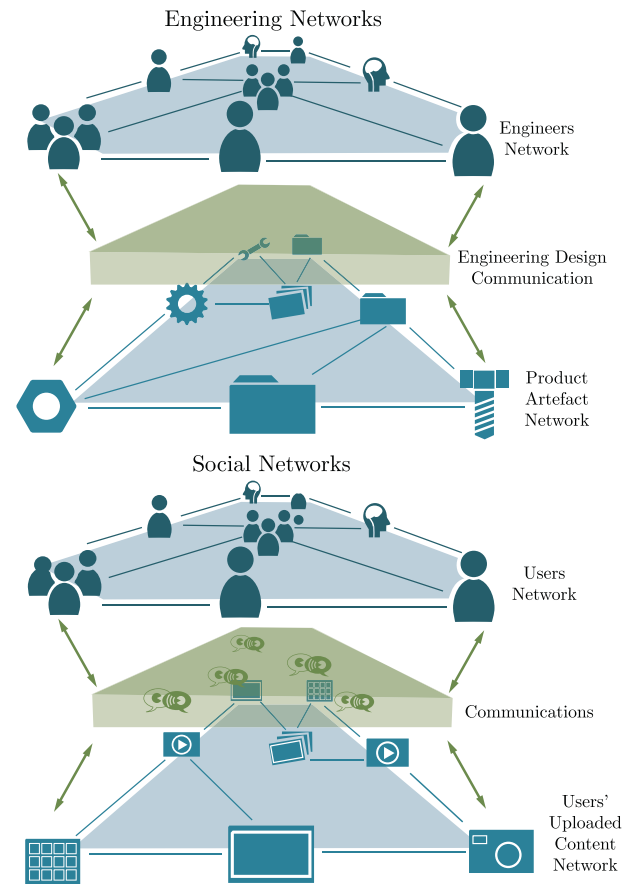 Engineering Networks
Engineers
Network
Engineering Design
Communication
Product
Artefact
Network
Social Networks
Users
Network
Communications
Users’
Uploaded
Content
Network